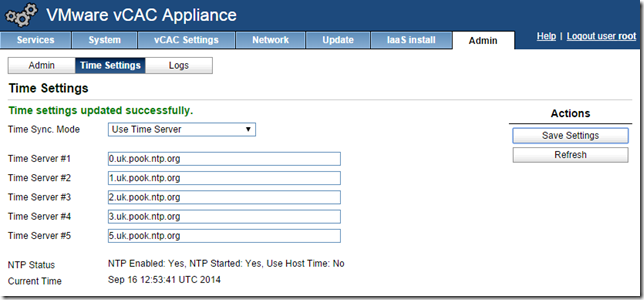 VMware vCAC Appliance
Services System vCAC Settings Network Update IaaS install Admin Help | Logout user root
Admin Time Settings Logs
Time Settings
Time settings updated successfully.
Actions
Time Sync. Mode Use Time Server
Save Settings
Refresh
Time Server #1 0.uk.pook.ntp.org
Time Server #2 1.uk.pook.ntp.org
Time Server #3 2.uk.pook.ntp.org
Time Server #4 3.uk.pook.ntp.org
Time Server #5 5.uk.pook.ntp.org
NTP Status NTP Enabled: Yes, NTP Started: Yes, Use Host Time: No
Current Time Sep 16 12:53:41 UTC 2014